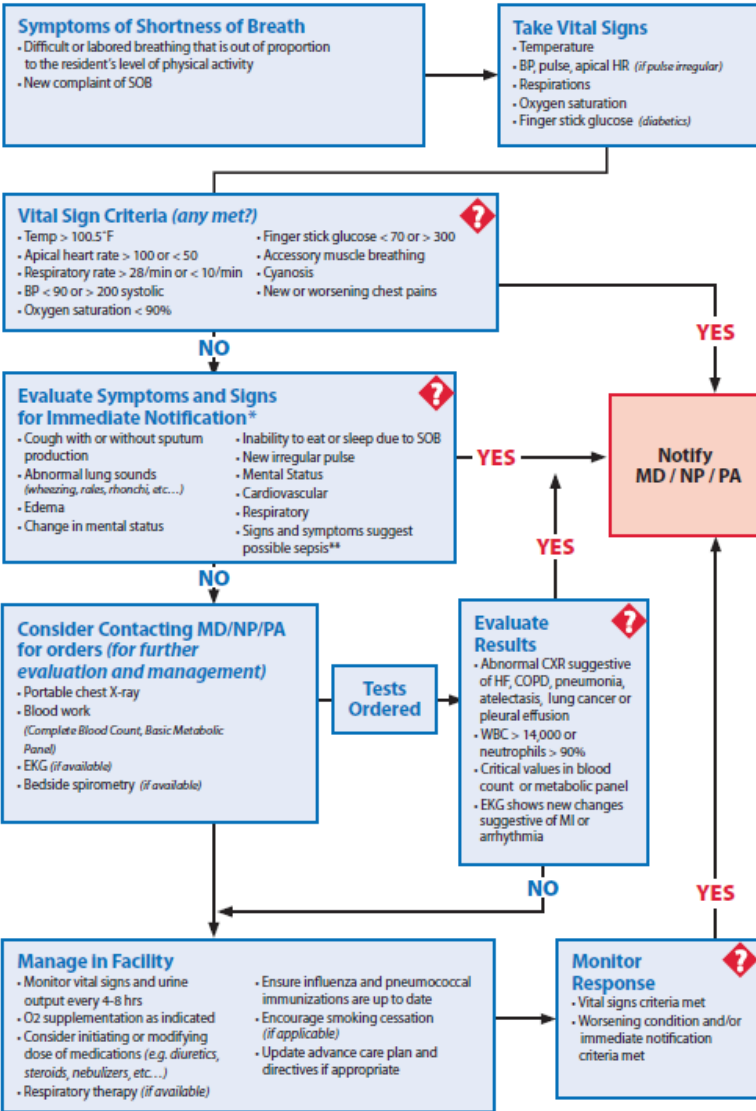 Symptoms of Shortness of Breath
• Difficult or labored breathing that is out of proportion
to the resident's level of physical activity
• New complaint of SOB
Take Vital Signs
• Temperature
• BP, pulse, apical HR (if pulse irregular)
• Respirations
• Oxygen saturation
• Finger stick glucose (diabetics)
Vital Sign Criteria (any met?)
?
• Temp > 100.5°F
• Apical heart rate > 100 or < 50
• Respiratory rate > 28/min or < 10/min
• BP < 90 or > 200 systolic
• Oxygen saturation < 90%
• Finger stick glucose < 70 or > 300
• Accessory muscle breathing
• Cyanosis
• New or worsening chest pains
YES
NO
Evaluate Symptoms and Signs
for Immediate Notification*
?
• Cough with or without sputum
production
• Abnormal lung sounds
(wheezing, rales, rhonchi, etc…)
• Edema
• Change in mental status
• Inability to eat or sleep due to SOB
• New irregular pulse
• Mental Status
• Cardiovascular
• Respiratory
• Signs and symptoms suggest
possible sepsis**
YES
Notify
MD / NP / PA
YES
NO
Consider Contacting MD/NP/PA
for orders (for further
evaluation and management)
• Portable chest X-ray
• Blood work
(Complete Blood Count, Basic Metabolic
Panel)
• EKG (if available)
• Bedside spirometry (if available)
Tests
Ordered
Evaluate
Results
?
• Abnormal CXR suggestive
of HF, COPD, pneumonia,
atelectasis, lung cancer or
pleural effusion
• WBC > 14,000 or
neutrophils > 90%
• Critical values in blood
count or metabolic panel
• EKG shows new changes
suggestive of MI or
arrhythmia
NO
YES
Manage in Facility
• Monitor vital signs and urine
output every 4-8 hrs
• O2 supplementation as indicated
• Consider initiating or modifying
dose of medications (e.g. diuretics,
steroids, nebulizers, etc…)
• Respiratory therapy (if available)
• Ensure influenza and pneumococcal
immunizations are up to date
• Encourage smoking cessation
(if applicable)
• Update advance care plan and
directives if appropriate
Monitor
Response
?
• Vital signs criteria met
• Worsening condition and/or
immediate notification
criteria met